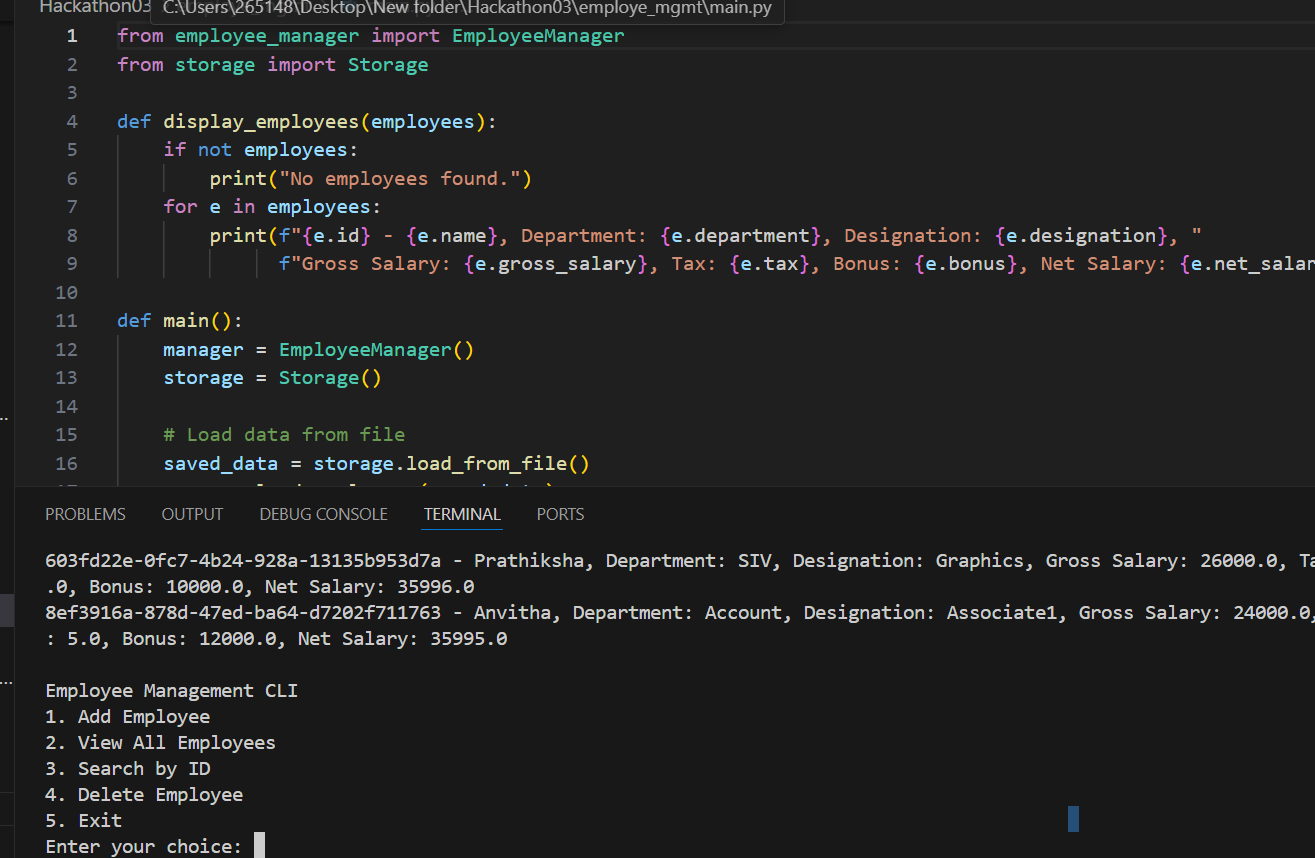 Hackathon03
C:\Users\265148\Desktop\New folder\Hackathon03\employe_mgmt\main.py
1 from employee_manager import EmployeeManager
2 from storage import Storage
3
4 def display_employees(employees):
5 if not employees:
6 print("No employees found.")
7 for e in employees:
8 print(f"{e.id} - {e.name}, Department: {e.department}, Designation: {e.designation}, "
9 f"Gross Salary: {e.gross_salary}, Tax: {e.tax}, Bonus: {e.bonus}, Net Salary: {e.net_salar
10
11 def main():
12 manager = EmployeeManager()
13 storage = Storage()
14
15 # Load data from file
16 saved_data = storage.load_from_file()
PROBLEMS OUTPUT DEBUG CONSOLE TERMINAL PORTS
603fd22e-0fc7-4b24-928a-13135b953d7a - Prathiksha, Department: SIV, Designation: Graphics, Gross Salary: 26000.0, Ta
.0, Bonus: 10000.0, Net Salary: 35996.0
8ef3916a-878d-47ed-ba64-d7202f711763 - Anvitha, Department: Account, Designation: Associate1, Gross Salary: 24000.0,
: 5.0, Bonus: 12000.0, Net Salary: 35995.0
Employee Management CLI
1. Add Employee
2. View All Employees
3. Search by ID
4. Delete Employee
5. Exit
Enter your choice: